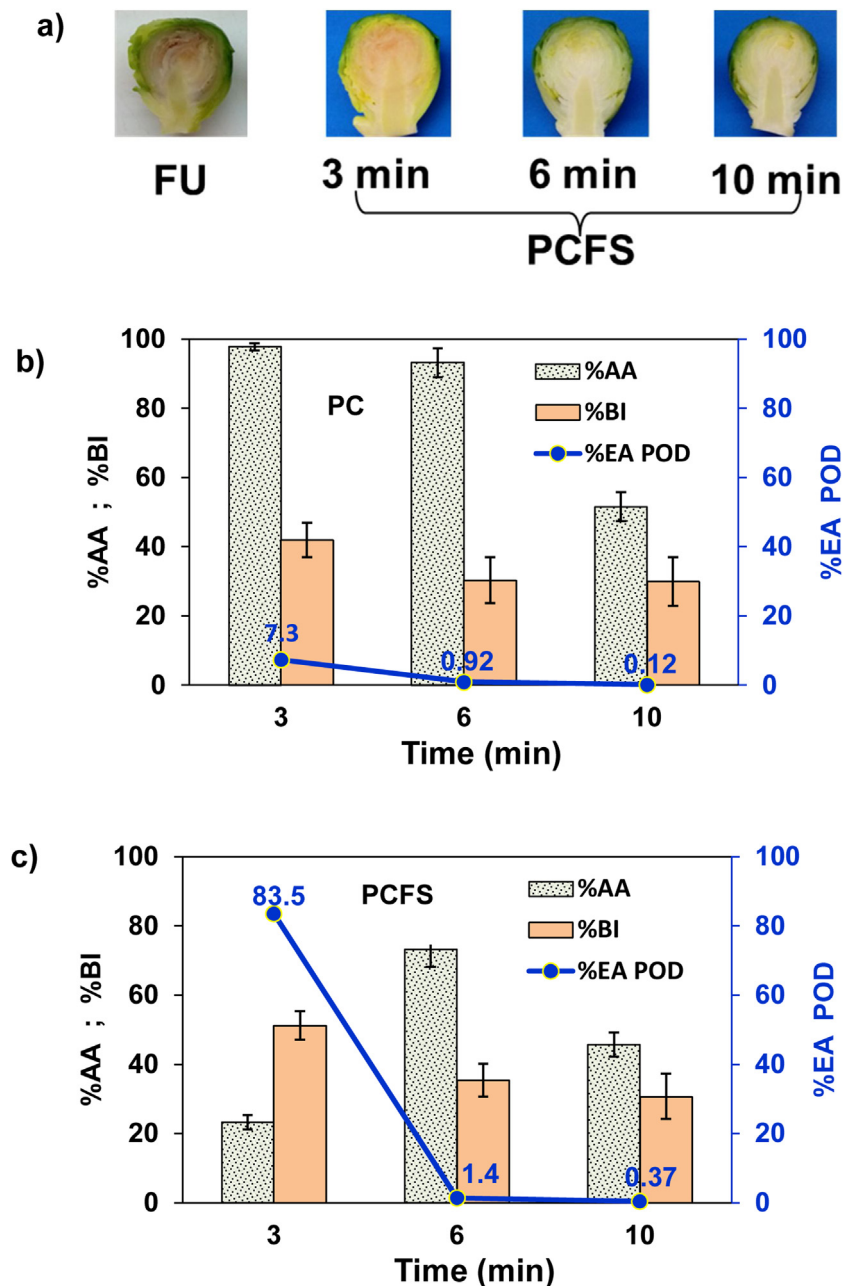 a)
FU
3 min
6 min
10 min
PCFS
b)
100
80
60
40
20
0
%AA ; %BI
PC
%AA
%BI
%EA POD
7.3
0.92
0.12
100
80
60
40
20
0
%EA POD
3
6
10
Time (min)
c)
100
80
60
40
20
0
%AA ; %BI
PCFS
%AA
%BI
%EA POD
83.5
1.4
0.37
100
80
60
40
20
0
%EA POD
3
6
10
Time (min)